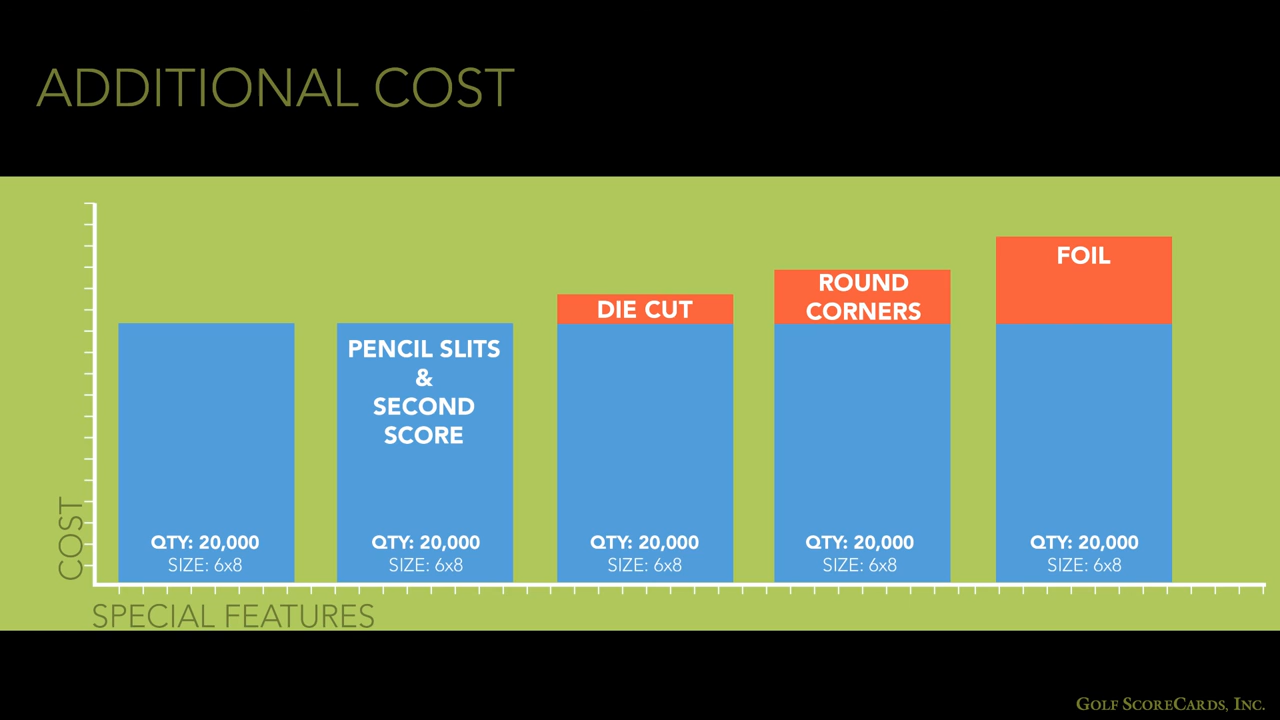 ADDITIONAL COST
COST
PENCIL SLITS
&
SECOND
SCORE
DIE CUT
ROUND
CORNERS
FOIL
QTY: 20,000
SIZE: 6x8
QTY: 20,000
SIZE: 6x8
QTY: 20,000
SIZE: 6x8
QTY: 20,000
SIZE: 6x8
QTY: 20,000
SIZE: 6x8
SPECIAL FEATURES
GOLF SCORECARDS, INC.